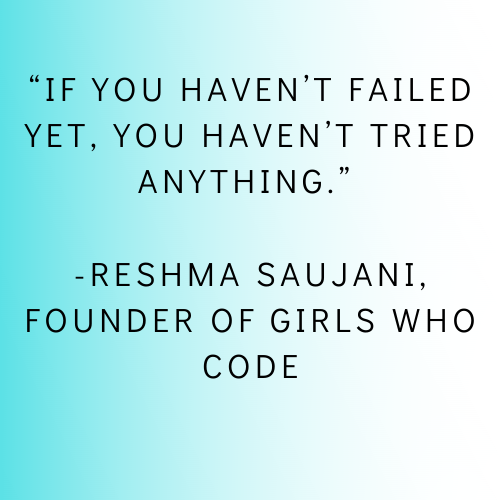 “IF YOU HAVEN’T FAILED
YET, YOU HAVEN’T TRIED
ANYTHING.”
-RESHMA SAUJANI,
FOUNDER OF GIRLS WHO
CODE